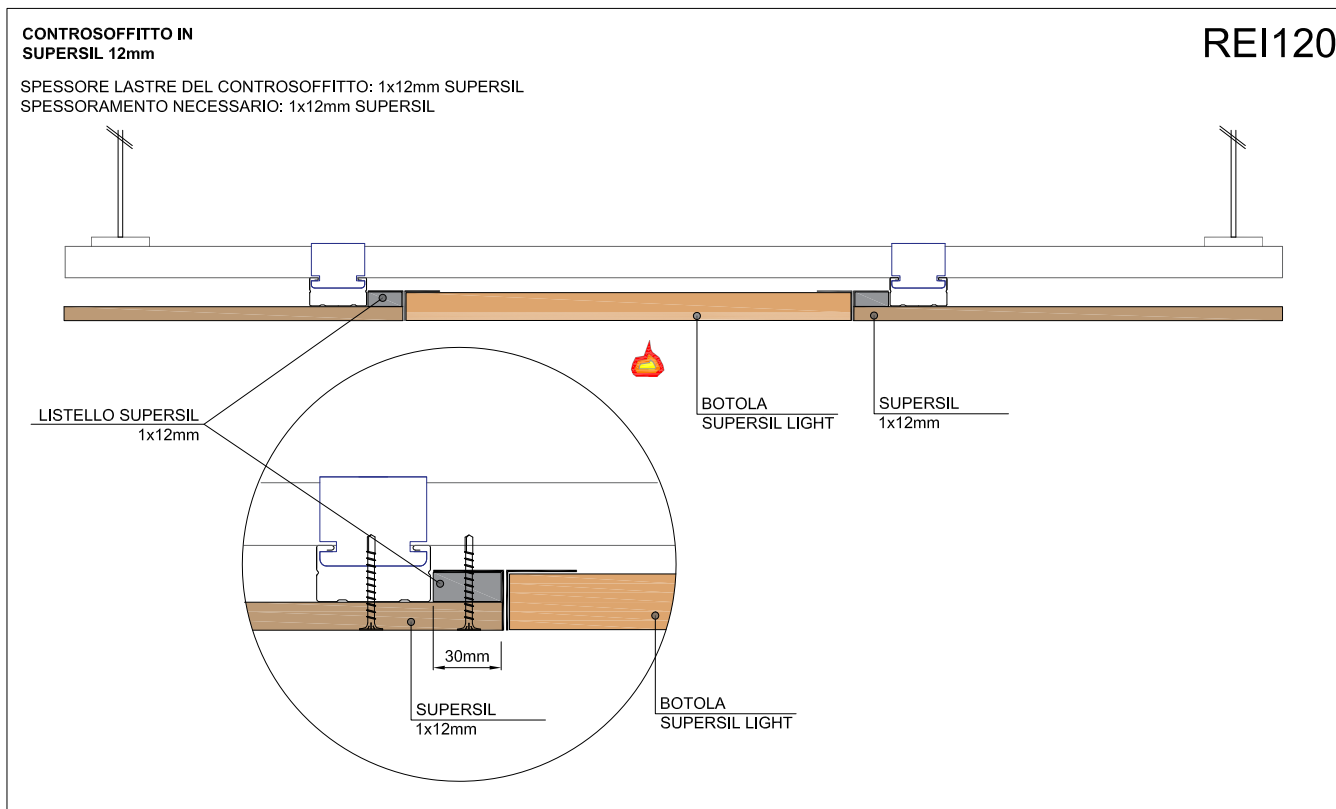 CONTROSOFFITTO IN
SUPERSIL 12mm
REI120
SPESSORE LASTRE DEL CONTROSOFFITTO: 1x12mm SUPERSIL
SPESSORAMENTO NECESSARIO: 1x12mm SUPERSIL
LISTELLO SUPERSIL
1x12mm
BOTOLA
SUPERSIL LIGHT
SUPERSIL
1x12mm
30mm
SUPERSIL
1x12mm
BOTOLA
SUPERSIL LIGHT